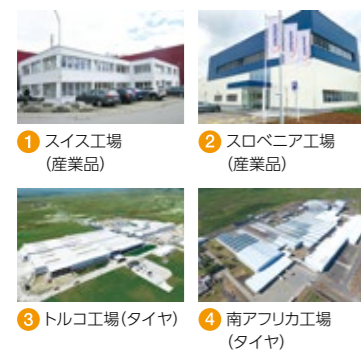 1 スイス工場
(産業品)
2 スロベニア工場
(産業品)
3 トルコ工場(タイヤ)
4 南アフリカ工場
(タイヤ)